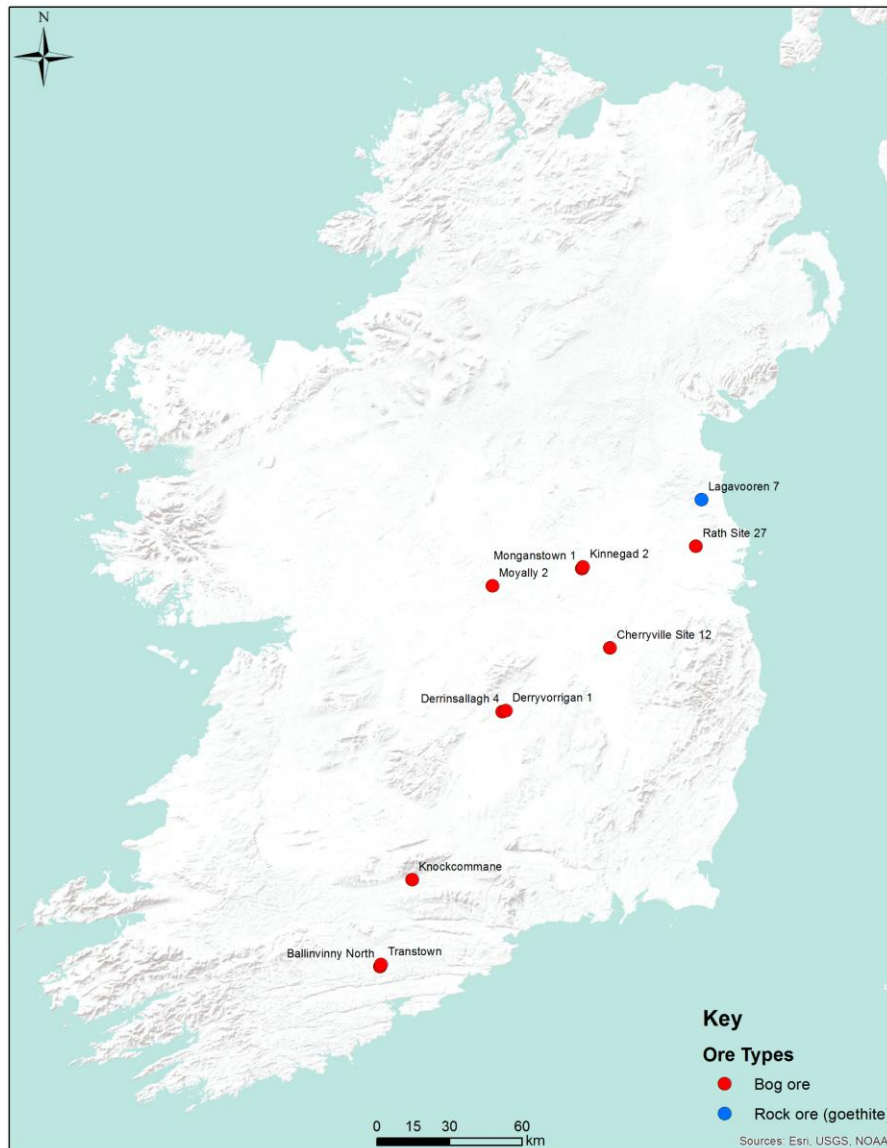 N
Lagavooren 7
Rath Site 27
Monganstown 1
Kinnegad 2
Moyally 2
Cherryville Site 12
Derrinsallagh 4
Derryvorrigan 1
Knockcommane
Ballinvinny North
Transtown
Key
Ore Types
Bog ore
Rock ore (goethite
0 15 30 60
km
Sources: Esri, USGS, NOAA